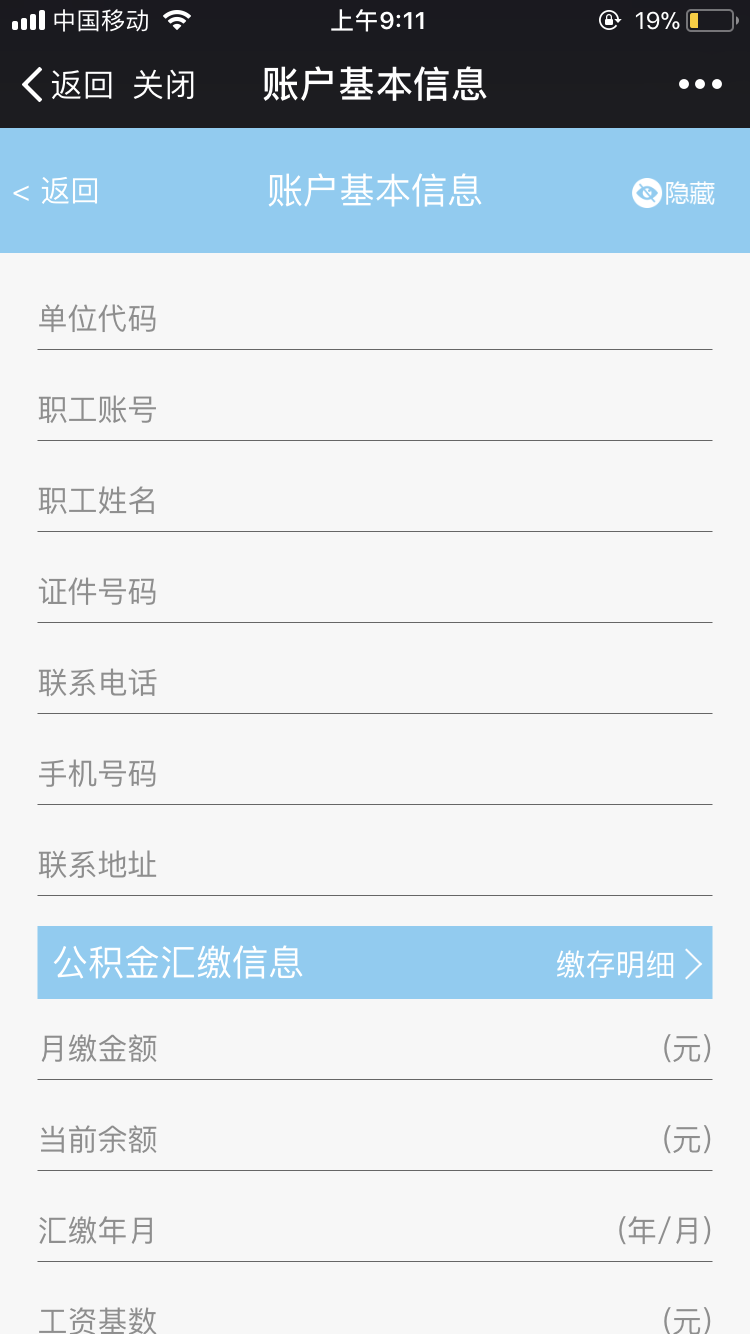 中国移动 上午9:11 19%
返回 关闭 账户基本信息
< 返回 账户基本信息 隐藏
单位代码
职工账号
职工姓名
证件号码
联系电话
手机号码
联系地址
公积金汇缴信息 缴存明细
月缴金额 (元)
当前余额 (元)
汇缴年月 (年/月)
工资基数 (元)